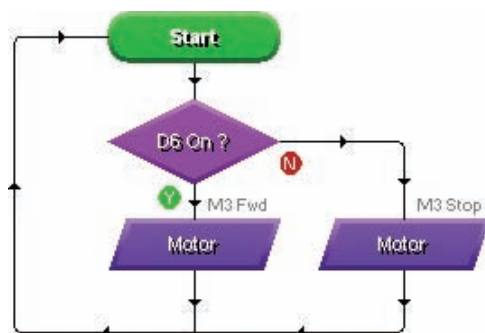 Start
D6 On ?
N
Y
M3 Fwd
M3 Stop
Motor
Motor